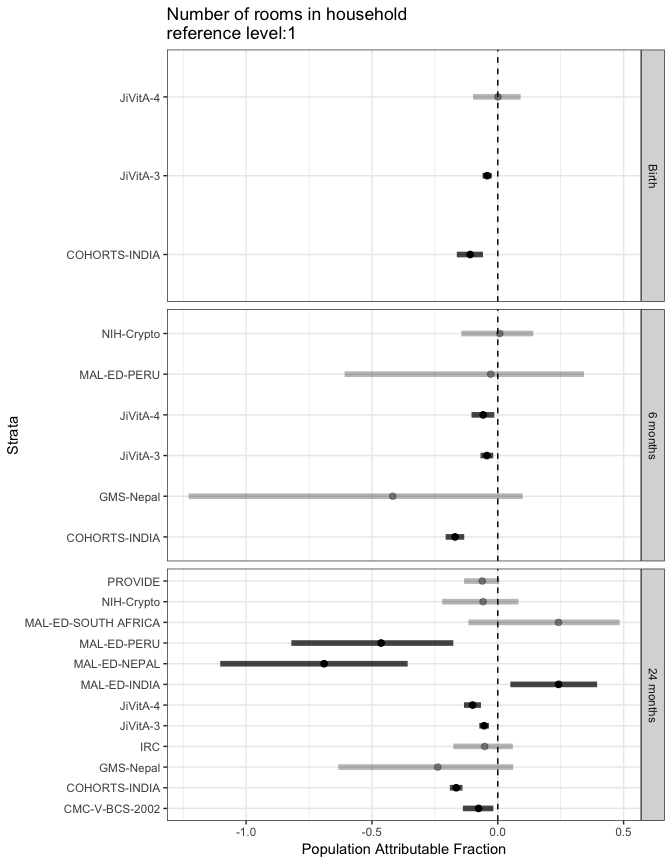 Number of rooms in household
reference level:1
Strata
JiVitA-4
JiVitA-3
COHORTS-INDIA
Birth
NIH-Crypto
MAL-ED-PERU
JiVitA-4
JiVitA-3
GMS-Nepal
COHORTS-INDIA
6 months
PROVIDE
NIH-Crypto
MAL-ED-SOUTH AFRICA
MAL-ED-PERU
MAL-ED-NEPAL
MAL-ED-INDIA
JiVitA-4
JiVitA-3
IRC
GMS-Nepal
COHORTS-INDIA
CMC-V-BCS-2002
24 months
-1.0 -0.5 0.0 0.5
Population Attributable Fraction